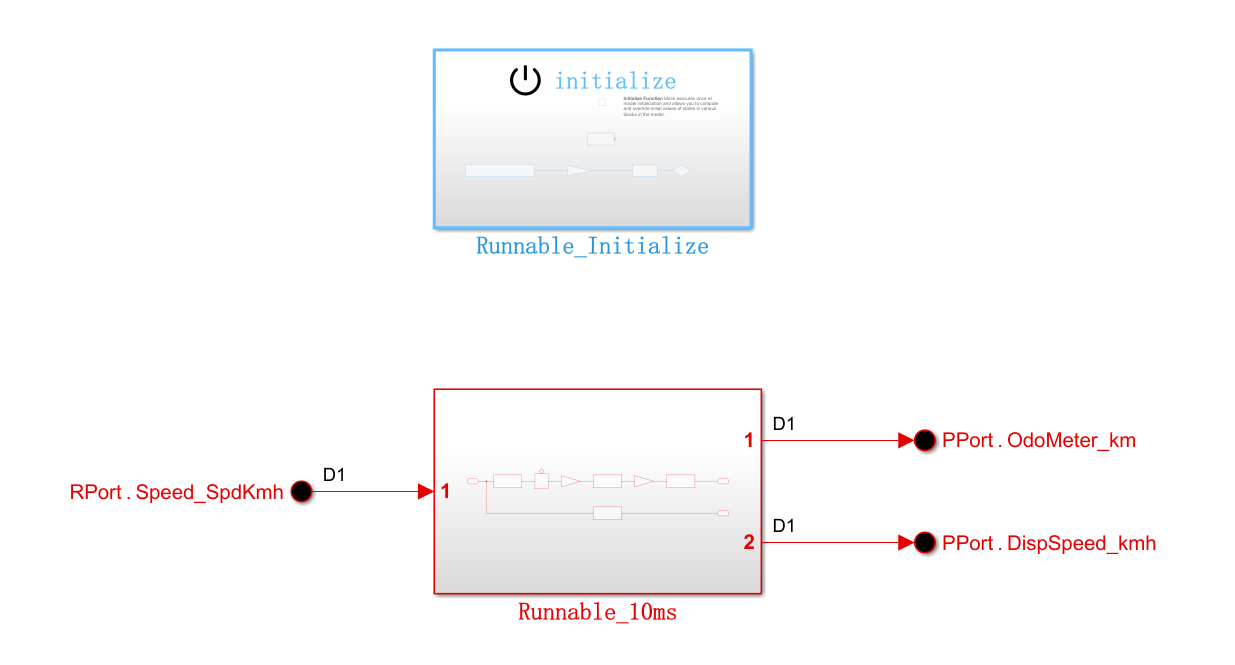 initialize
Initialize Function block executes once at
model initialization and allows you to compute
and override initial values of states in various
blocks in the model.
Runnable_Initialize
D1
1
PPort.OdoMeter_km
D1
RPort.Speed_SpdKmh
1
D1
2
PPort.DispSpeed_kmh
Runnable_10ms